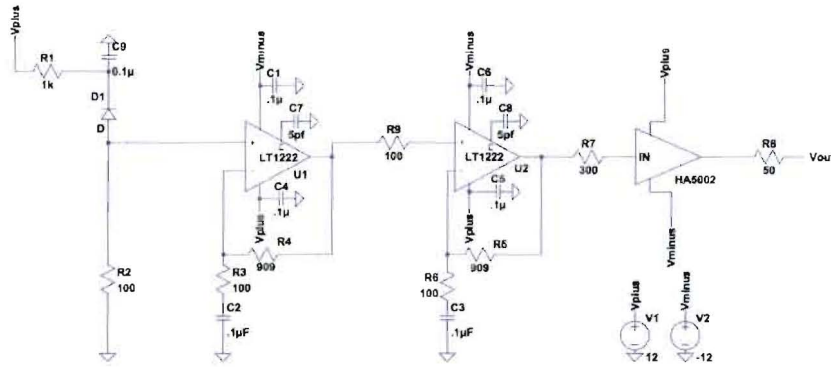 Vplus
R1
1k
C9
0.1µ
D1
D
R2
100
Vminus
C1
.1µ
C7
5pf
LT1222
U1
C4
.1µ
Vplus
R4
909
R3
100
C2
.1µF
R9
100
Vminus
C6
.1µ
C8
5pf
LT1222
U2
C5
.1µ
Vplus
R5
909
R6
100
C3
.1µF
R7
300
Vplus
IN
HA5002
Vminus
R8
50
Vout
Vplus
V1
12
Vminus
V2
-12